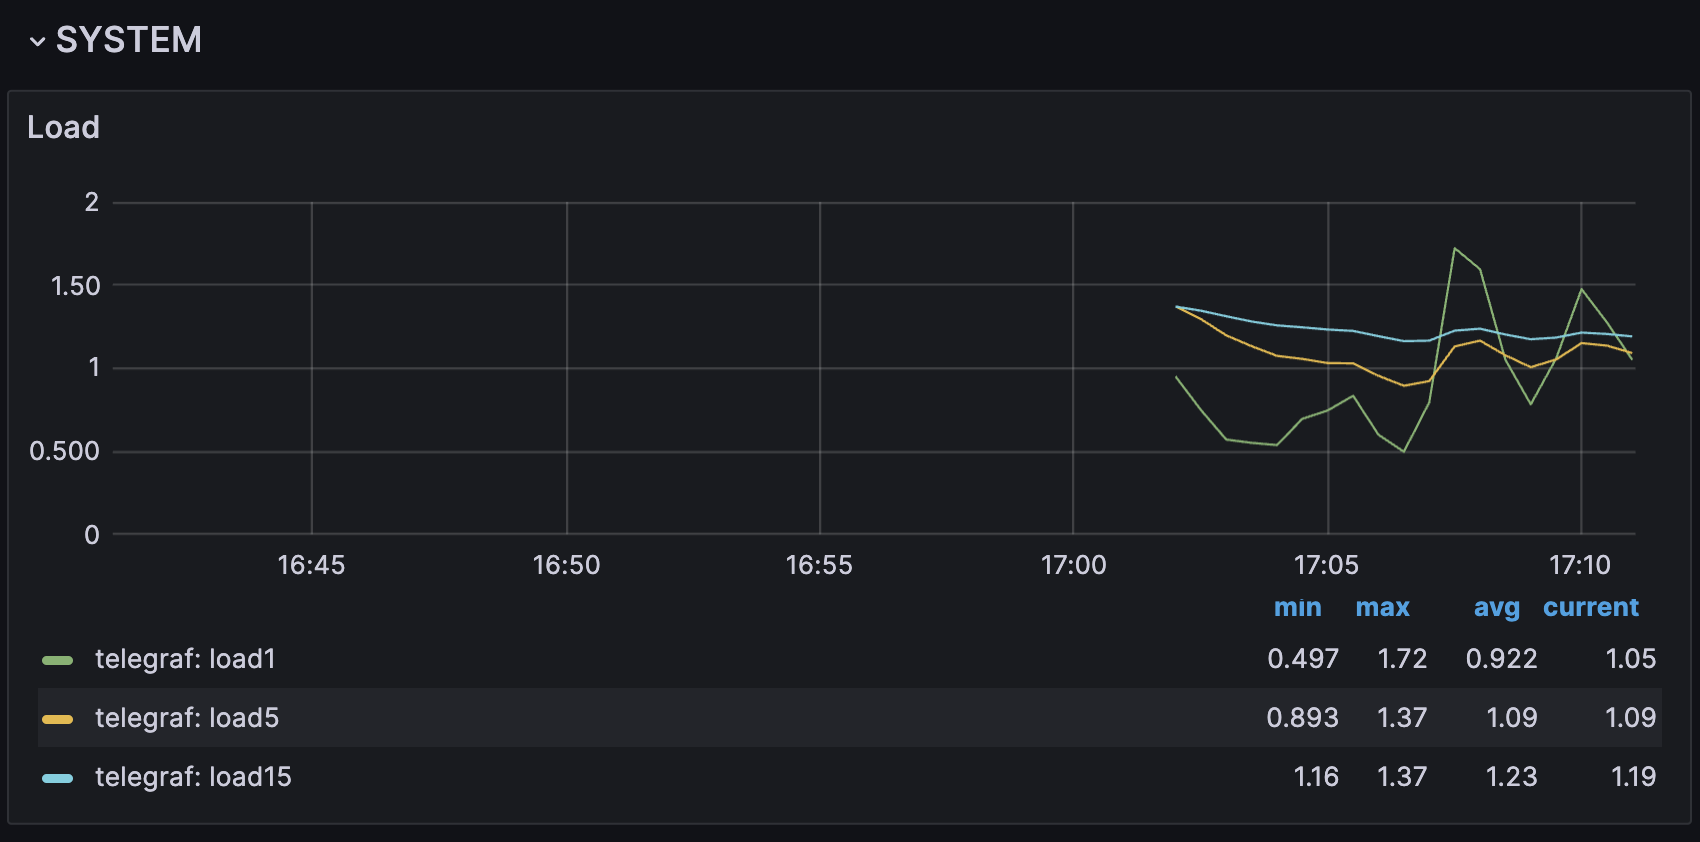 SYSTEM
Load
2
1.50
1
0.500
0
16:45 16:50 16:55 17:00 17:05 17:10
min max avg current
telegraf: load1 0.497 1.72 0.922 1.05
telegraf: load5 0.893 1.37 1.09 1.09
telegraf: load15 1.16 1.37 1.23 1.19